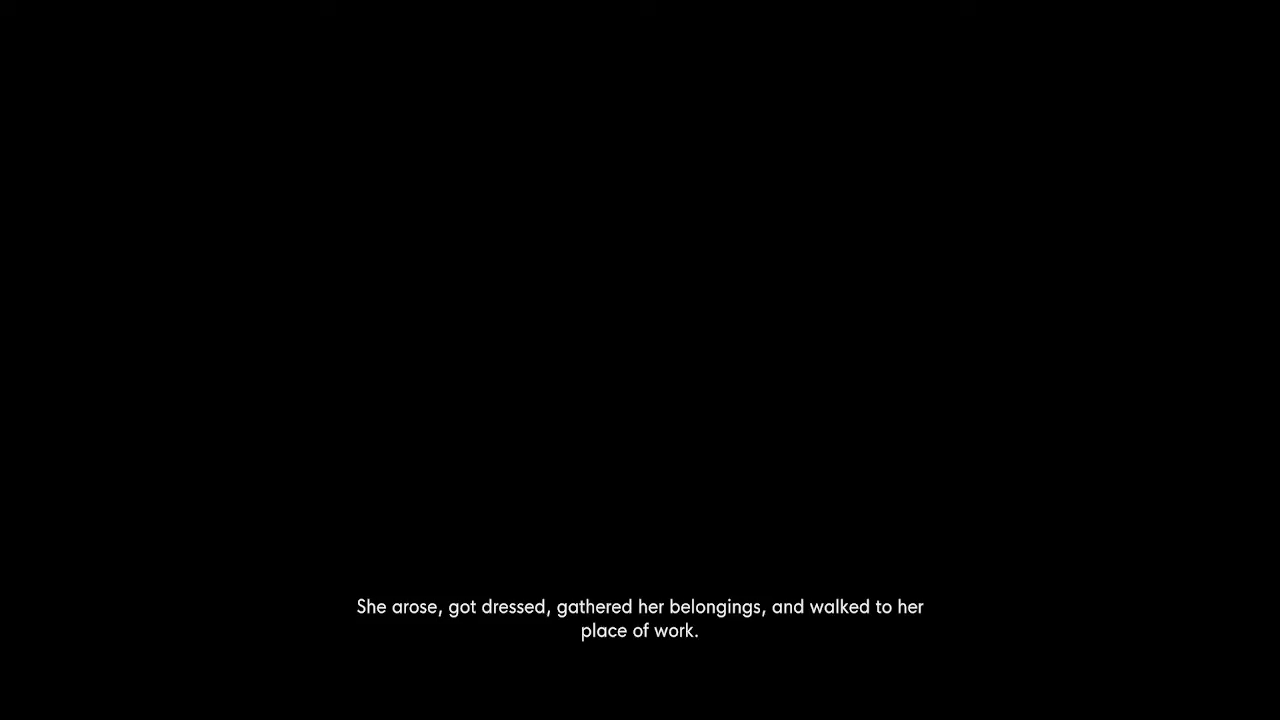 She arose, got dressed, gathered her belongings, and walked to her
place of work.